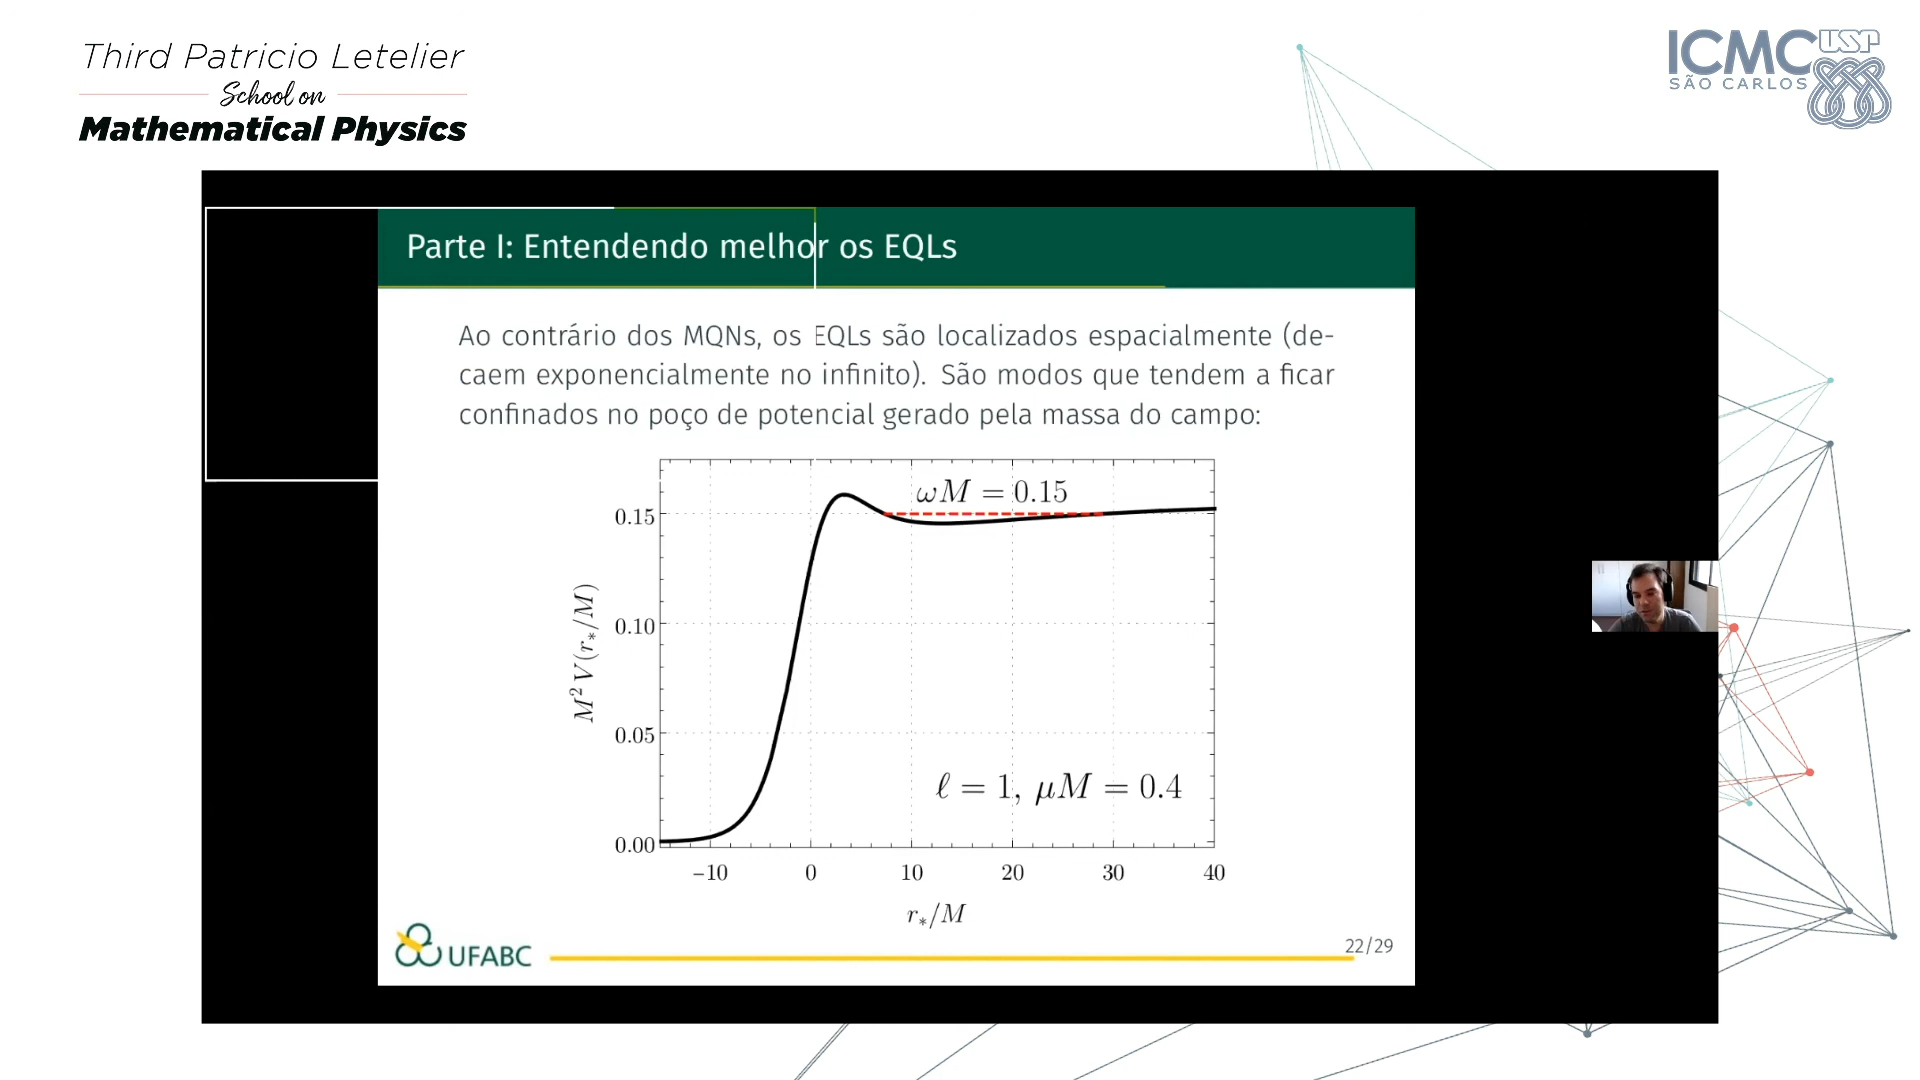 Third Patricio Letelier
School on
Mathematical Physics
ICMC USP
SÃO CARLOS
Parte I: Entendendo melhor os EQLs
Ao contrário dos MQNs, os EQLs são localizados espacialmente (de-
caem exponencialmente no infinito). São modos que tendem a ficar
confinados no poço de potencial gerado pela massa do campo:
ωM = 0.15
0.15
0.10
0.05
0.00
M²V(r∗/M)
ℓ = 1, μM = 0.4
−10 0 10 20 30 40
r∗/M
UFABC
22/29